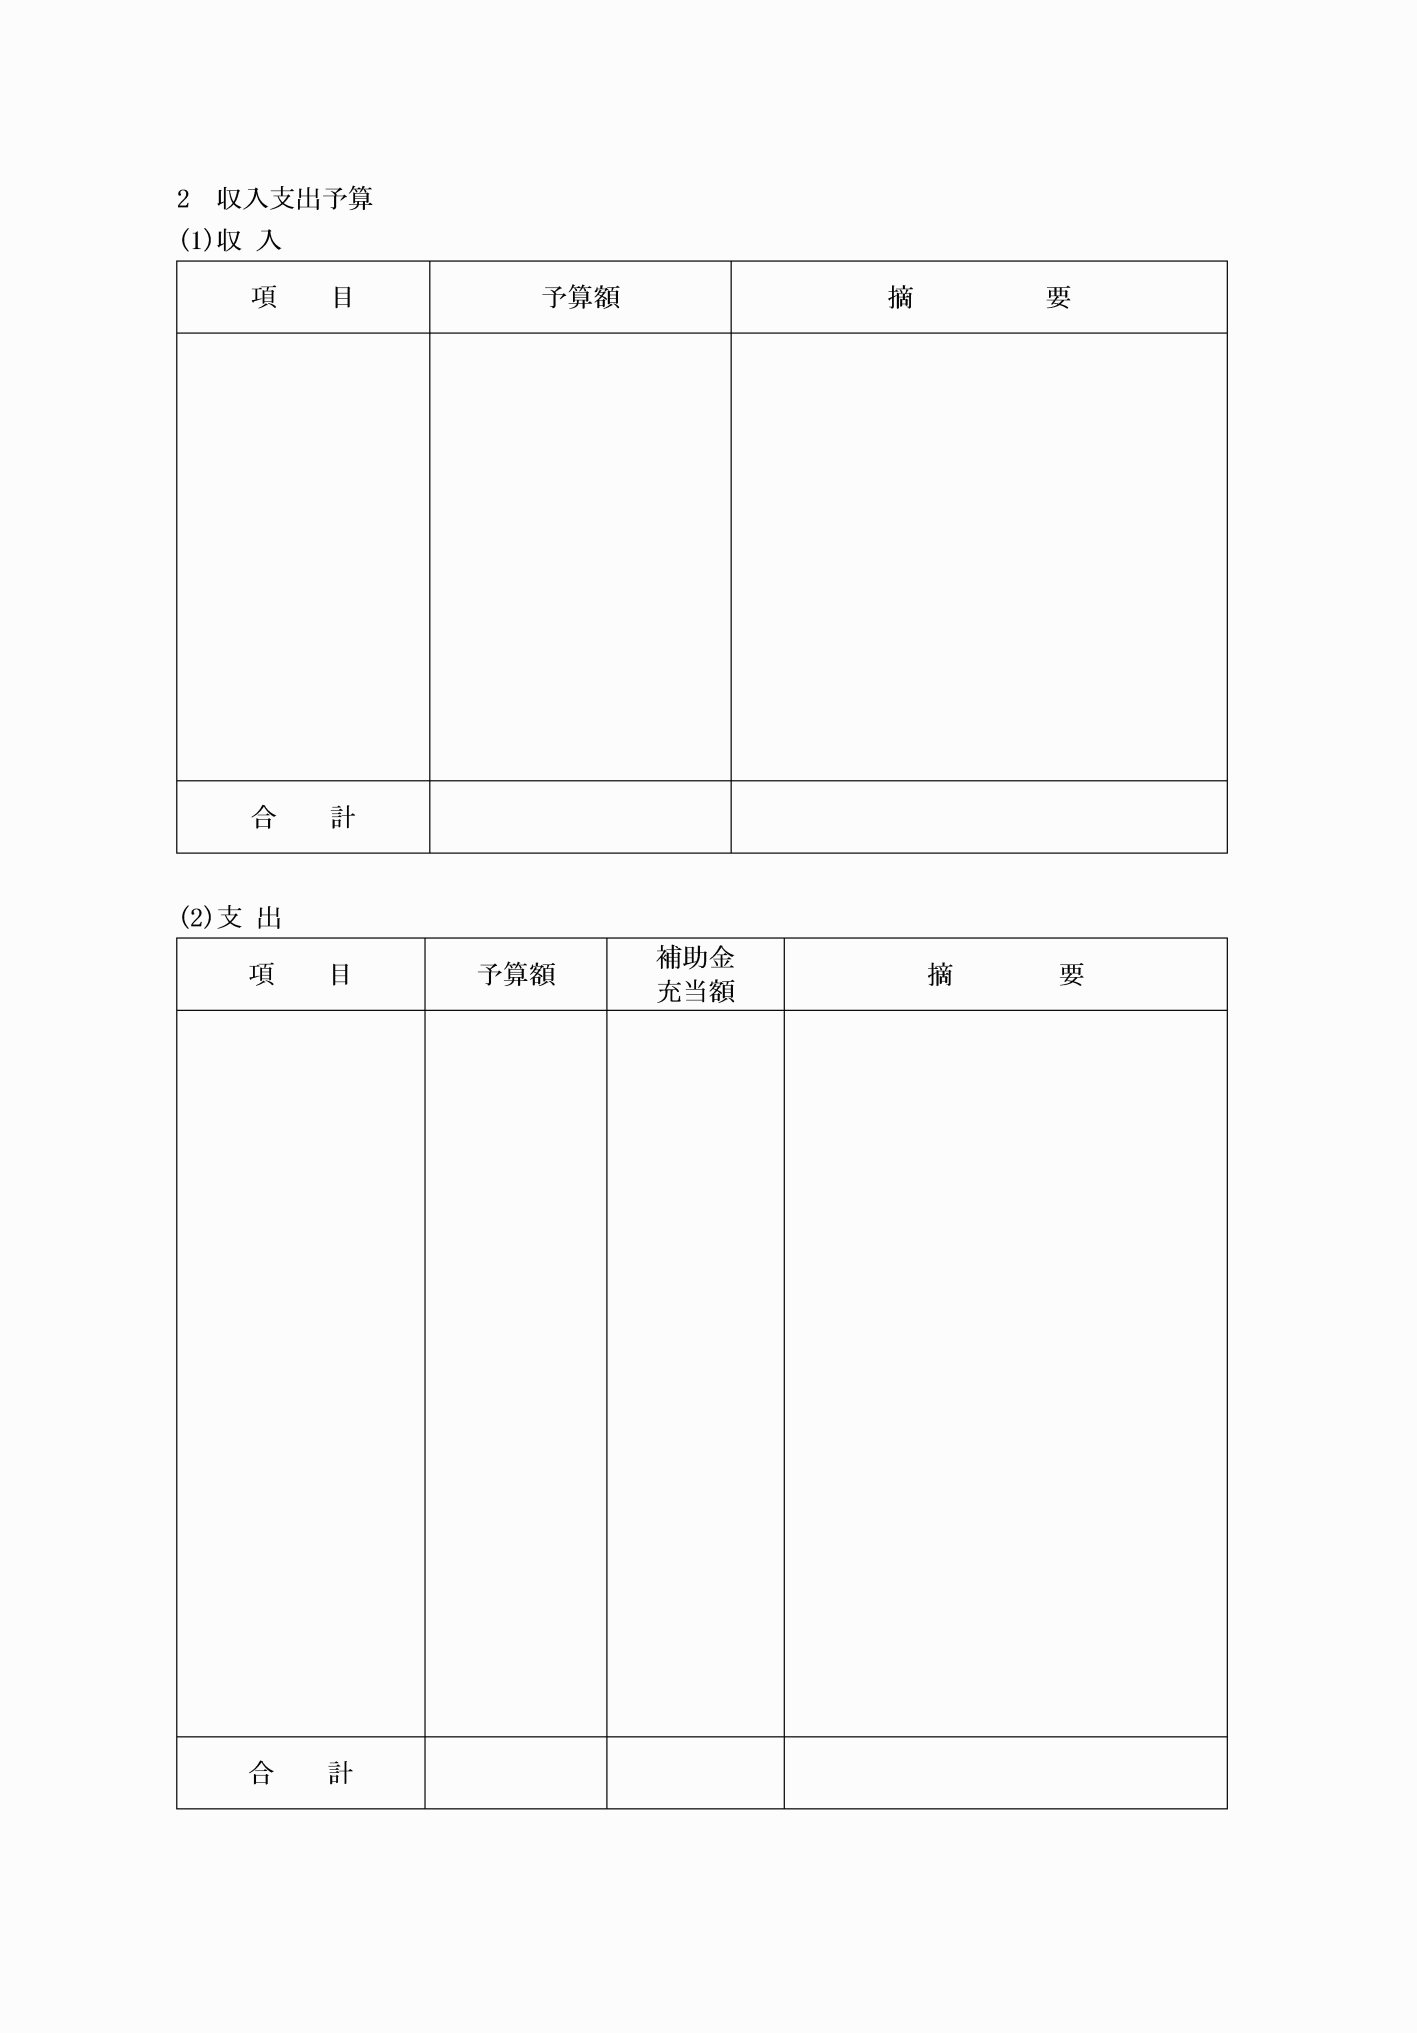 2　収入支出予算
(1)収 入
項　　目　予算額　摘　　　　　要
合　　計
(2)支 出
項　　目　予算額　補助金　摘　　　　要
充当額
合　　計